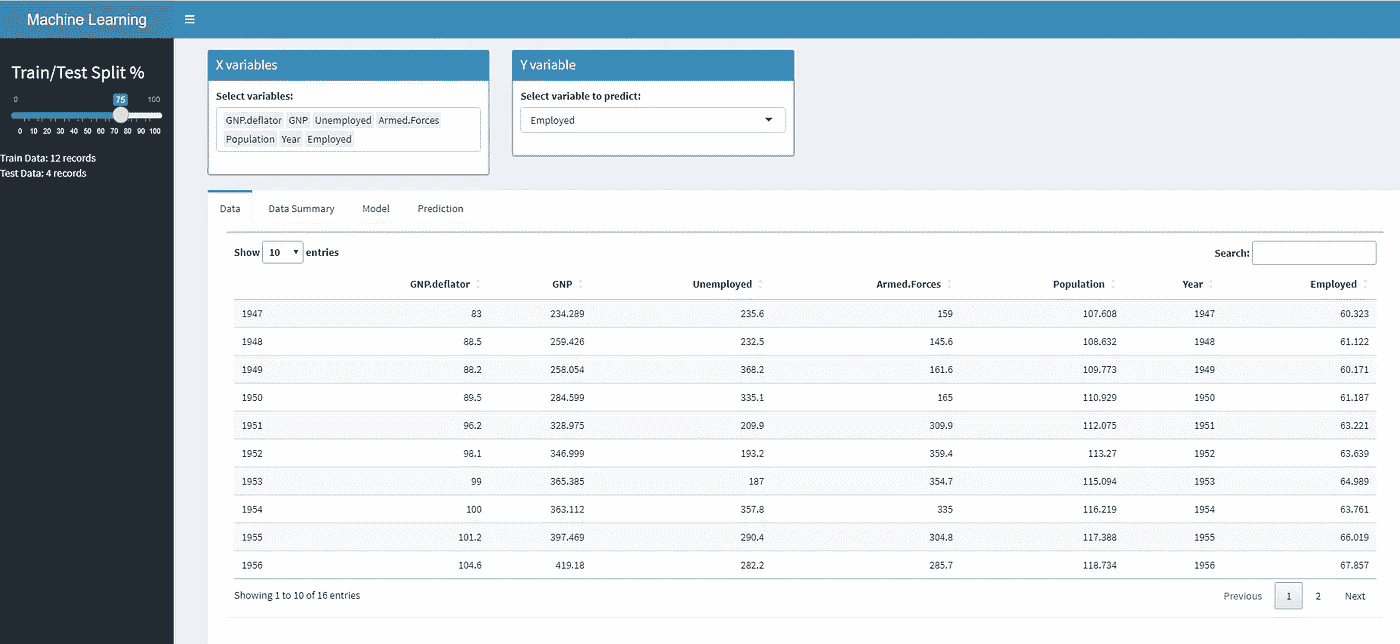 Machine Learning
Train/Test Split %
0 75 100
0 10 20 30 40 50 60 70 80 90 100
Train Data: 12 records
Test Data: 4 records
X variables
Select variables:
GNP.deflator GNP Unemployed Armed.Forces
Population Year Employed
Y variable
Select variable to predict:
Employed
Data Data Summary Model Prediction
Show 10 entries Search:
GNP.deflator GNP Unemployed Armed.Forces Population Year Employed
1947 83 234.289 235.6 159 107.608 1947 60.323
1948 88.5 259.426 232.5 145.6 108.632 1948 61.122
1949 88.2 258.054 368.2 161.6 109.773 1949 60.171
1950 89.5 284.599 335.1 165 110.929 1950 61.187
1951 96.2 328.975 209.9 309.9 112.075 1951 63.221
1952 98.1 346.999 193.2 359.4 113.27 1952 63.639
1953 99 365.385 187 354.7 115.094 1953 64.989
1954 100 363.112 357.8 335 116.219 1954 63.761
1955 101.2 397.469 290.4 304.8 117.388 1955 66.019
1956 104.6 419.18 282.2 285.7 118.734 1956 67.857
Showing 1 to 10 of 16 entries Previous 1 2 Next